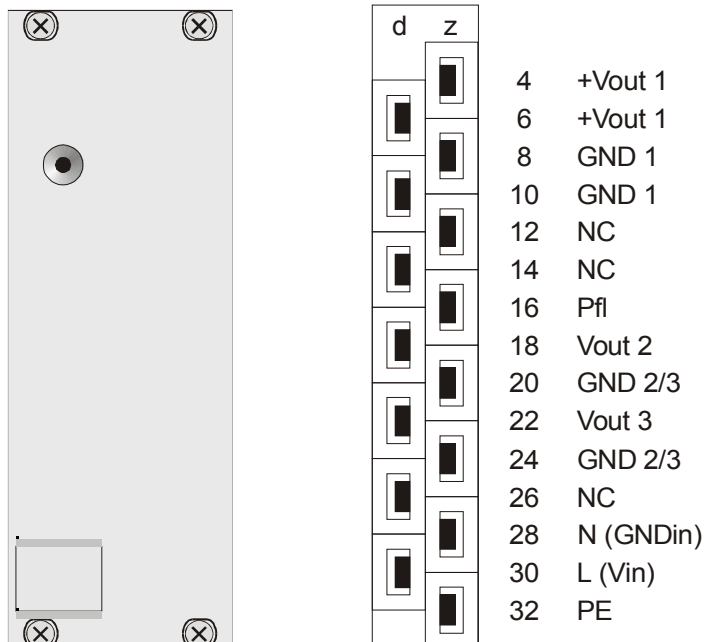 d z
4 +Vout 1
6 +Vout 1
8 GND 1
10 GND 1
12 NC
14 NC
16 Pfl
18 Vout 2
20 GND 2/3
22 Vout 3
24 GND 2/3
26 NC
28 N (GNDin)
30 L (Vin)
32 PE